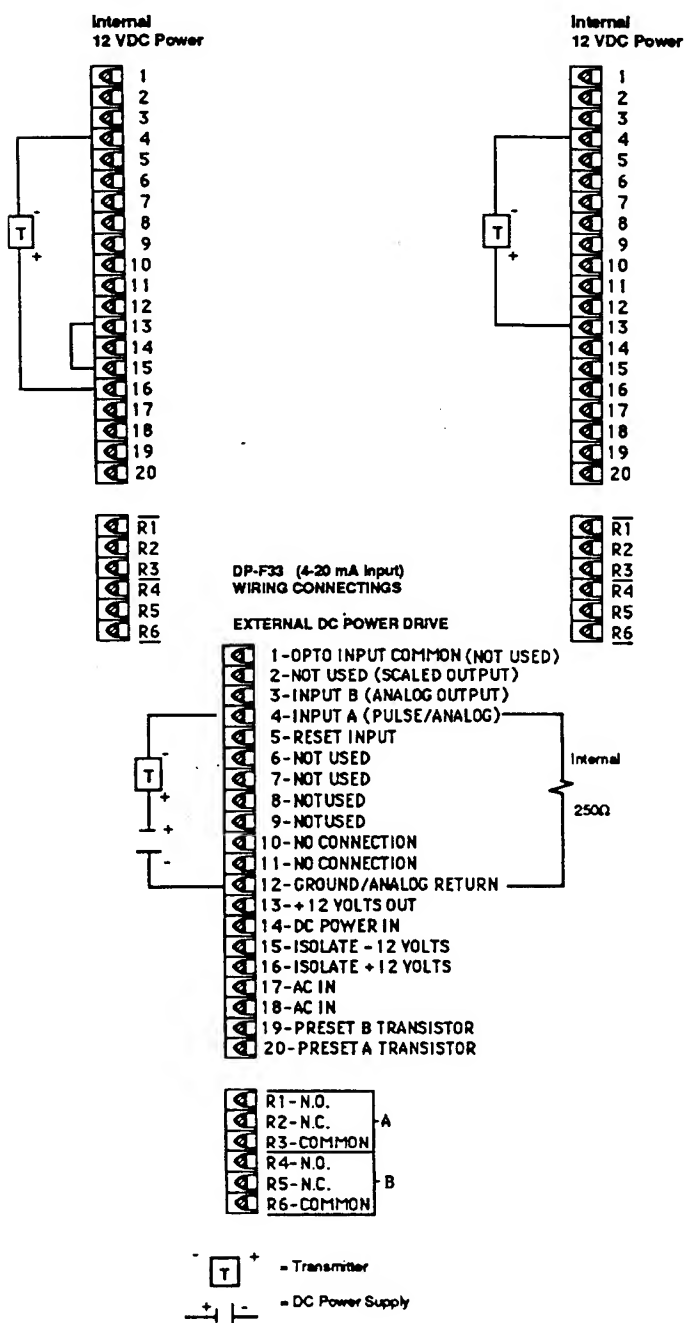 Internal
12 VDC Power
1
2
3
4
5
6
7
8
9
10
11
12
13
14
15
16
17
18
19
20
-
T
+
R1
R2
R3
R4
R5
R6
Internal
12 VDC Power
1
2
3
4
5
6
7
8
9
10
11
12
13
14
15
16
17
18
19
20
-
T
+
R1
R2
R3
R4
R5
R6
DP-F33 (4-20 mA Input)
WIRING CONNECTINGS
EXTERNAL DC POWER DRIVE
1-OPTO INPUT COMMON (NOT USED)
2-NOT USED (SCALED OUTPUT)
3-INPUT B (ANALOG OUTPUT)
4-INPUT A (PULSE/ANALOG)
5-RESET INPUT
6-NOT USED
7-NOT USED
8-NOTUSED
9-NOTUSED
10-NO CONNECTION
11-NO CONNECTION
12-GROUND/ANALOG RETURN
13-+12 VOLTS OUT
14-DC POWER IN
15-ISOLATE -12 VOLTS
16-ISOLATE +12 VOLTS
17-AC IN
18-AC IN
19-PRESET B TRANSISTOR
20-PRESET A TRANSISTOR
-
T
+
+
-
Internal
250Ω
R1-N.O.
R2-N.C.
R3-COMMON
A
R4-N.O.
R5-N.C.
R6-COMMON
B
- T + = Transmitter
+ - = DC Power Supply